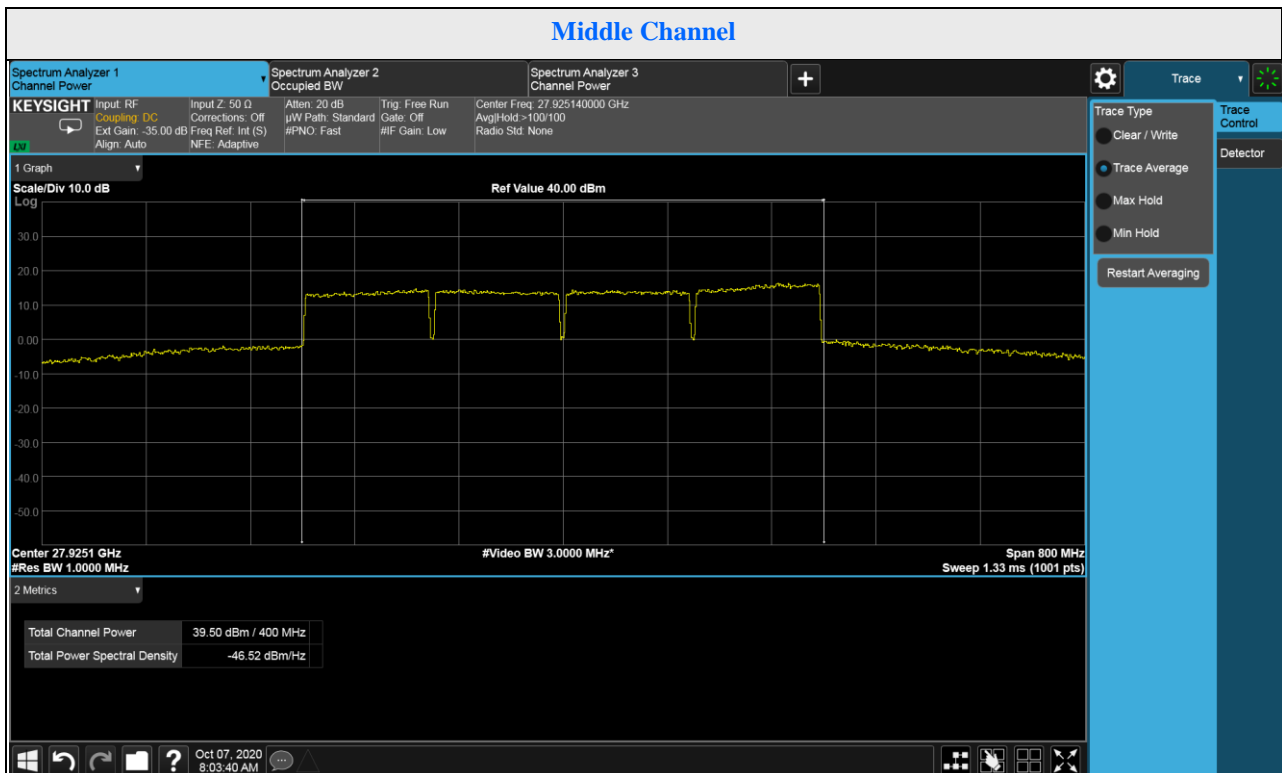 Middle Channel
Spectrum Analyzer 1
Channel Power
Spectrum Analyzer 2
Occupied BW
Spectrum Analyzer 3
Channel Power
Trace
KEYSIGHT
Input: RF
Coupling: DC
Ext Gain: -35.00 dB
Align: Auto
Input Z: 50 Ω
Corrections: Off
Freq Ref: Int (S)
NFE: Adaptive
Atten: 20 dB
µW Path: Standard
#PNO: Fast
Trig: Free Run
Gate: Off
#IF Gain: Low
Center Freq: 27.925140000 GHz
Avg|Hold:>100/100
Radio Std: None
LXI
Trace Type
Clear / Write
Trace Average
Max Hold
Min Hold
Restart Averaging
Trace
Control
Detector
1 Graph
Scale/Div 10.0 dB
Ref Value 40.00 dBm
Log
30.0
20.0
10.0
0.00
-10.0
-20.0
-30.0
-40.0
-50.0
Center 27.9251 GHz
#Video BW 3.0000 MHz*
Span 800 MHz
#Res BW 1.0000 MHz
Sweep 1.33 ms (1001 pts)
2 Metrics
Total Channel Power 39.50 dBm / 400 MHz
Total Power Spectral Density -46.52 dBm/Hz
?
Oct 07, 2020
8:03:40 AM